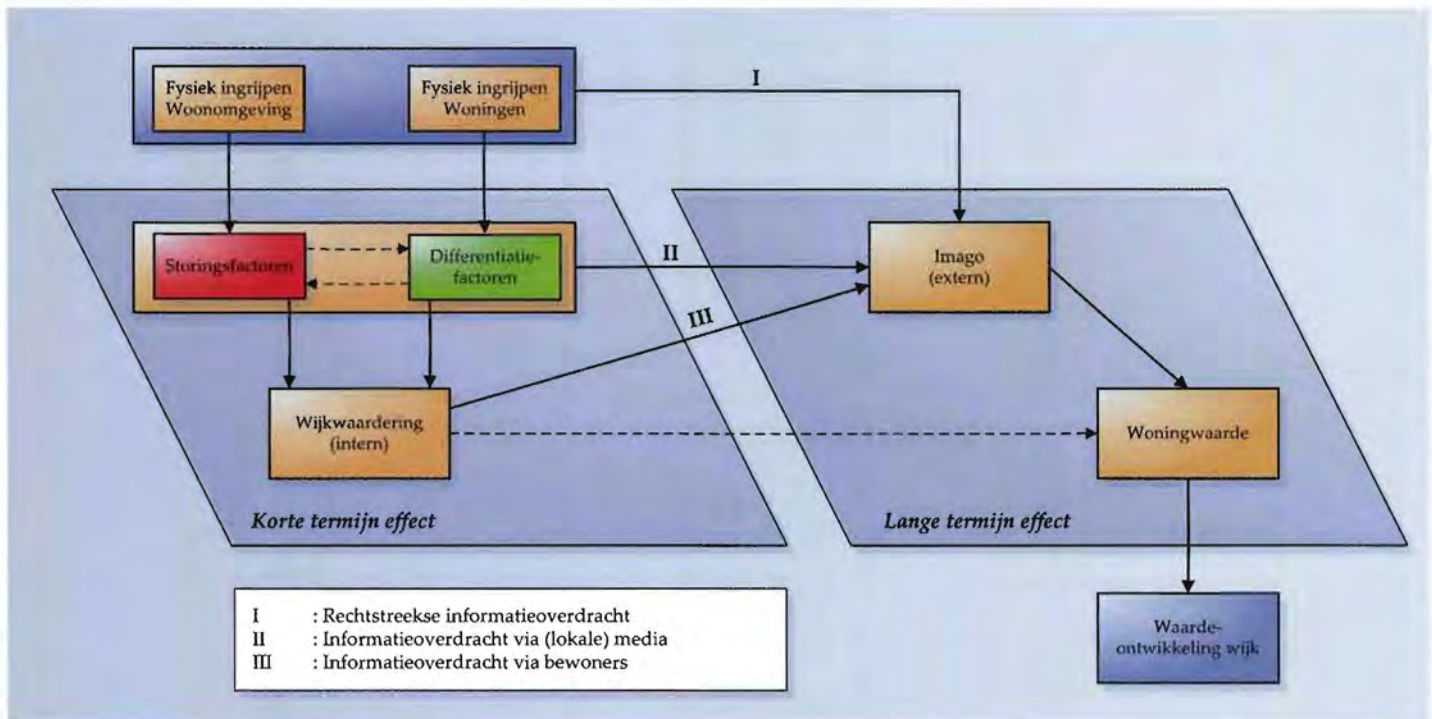 Fysiek ingrijpen
Woonomgeving
Fysiek ingrijpen
Woningen
I
Storingsfactoren
Differentiatie-
factoren
II
Imago
(extern)
III
Wijkwaardering
(intern)
Woningwaarde
Korte termijn effect
Lange termijn effect
I : Rechtstreekse informatieoverdracht
II : Informatieoverdracht via (lokale) media
III : Informatieoverdracht via bewoners
Waarde-
ontwikkeling wijk